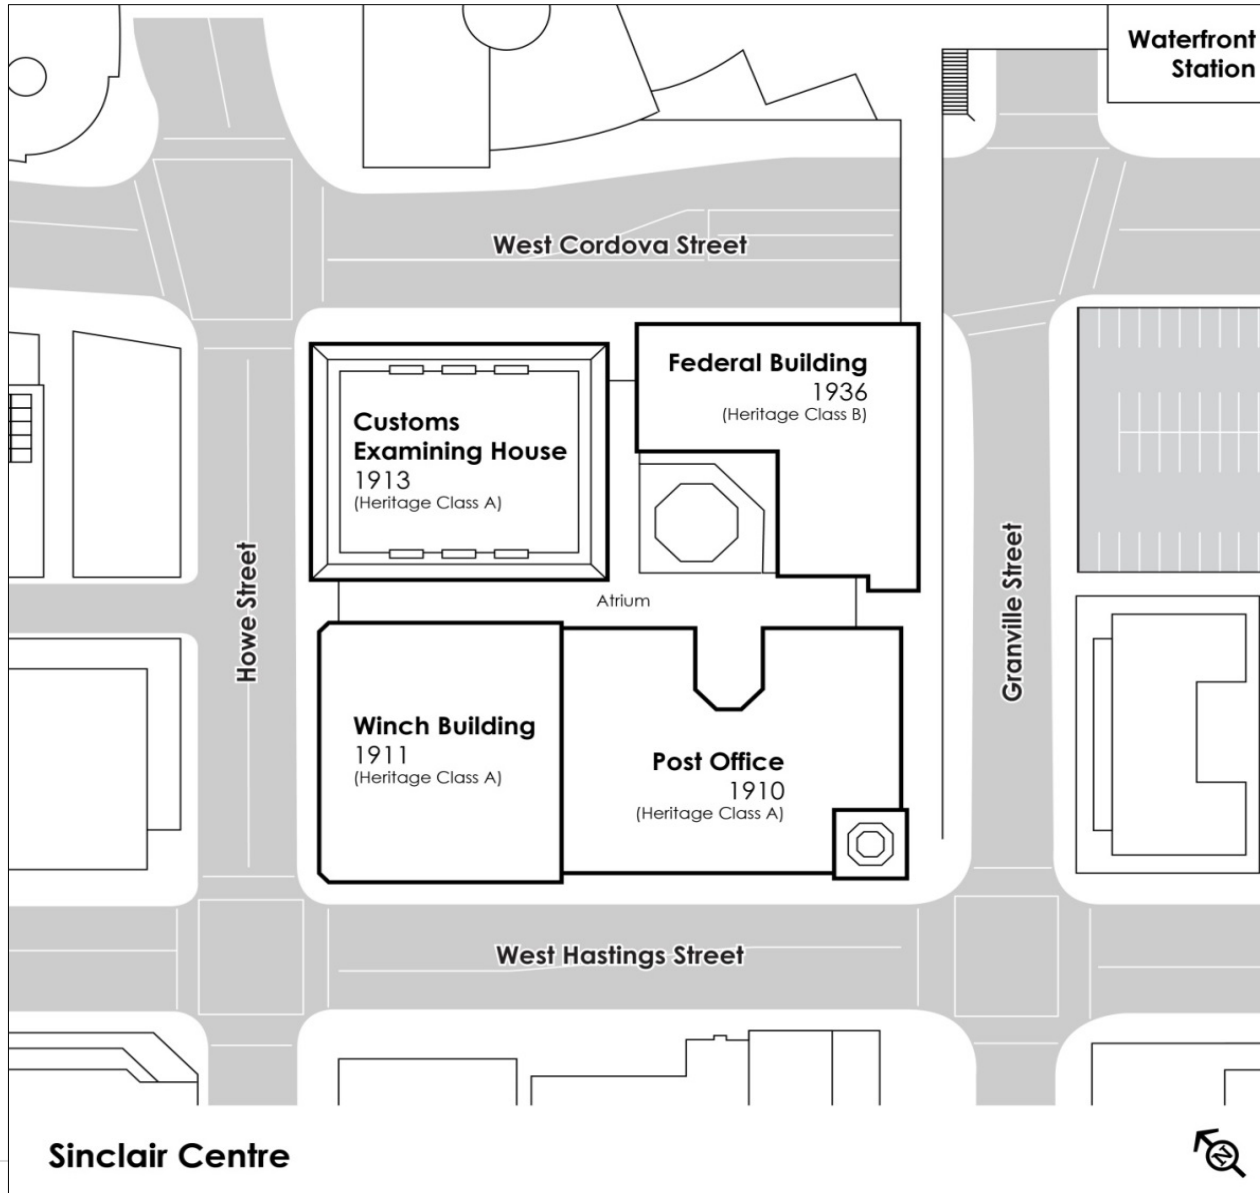 Waterfront
Station
West Cordova Street
Federal Building
1936
(Heritage Class B)
Customs
Examining House
1913
(Heritage Class A)
Howe Street
Atrium
Granville Street
Winch Building
1911
(Heritage Class A)
Post Office
1910
(Heritage Class A)
West Hastings Street
Sinclair Centre
N